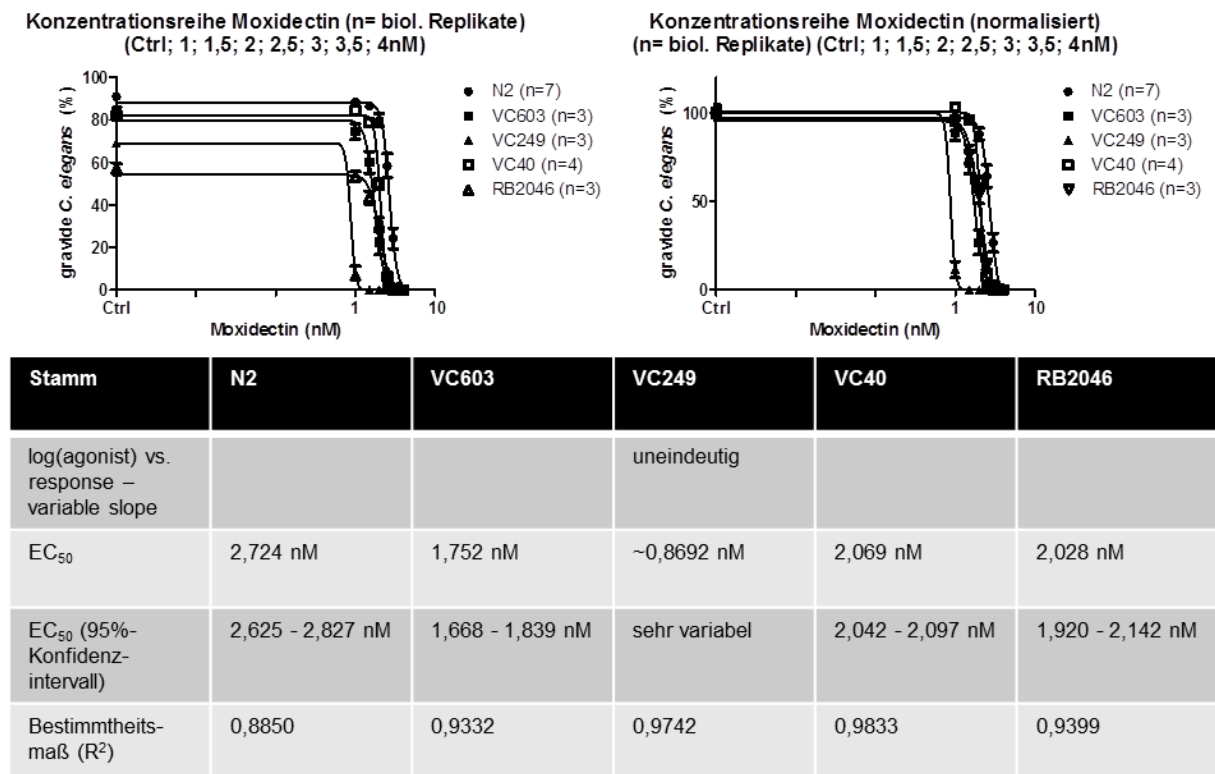 Konzentrationsreihe Moxidectin (n= biol. Replikate)
(Ctrl; 1; 1,5; 2; 2,5; 3; 3,5; 4nM)
gravide C. elegans (%)
100
80
60
40
20
0
Ctrl
1
10
Moxidectin (nM)
N2 (n=7)
VC603 (n=3)
VC249 (n=3)
VC40 (n=4)
RB2046 (n=3)
Konzentrationsreihe Moxidectin (normalisiert)
(n= biol. Replikate) (Ctrl; 1; 1,5; 2; 2,5; 3; 3,5; 4nM)
gravide C. elegans (%)
100
50
0
Ctrl
1
10
Moxidectin (nM)
N2 (n=7)
VC603 (n=3)
VC249 (n=3)
VC40 (n=4)
RB2046 (n=3)
Stamm N2 VC603 VC249 VC40 RB2046
log(agonist) vs. uneindeutig
response –
variable slope
EC50 2,724 nM 1,752 nM ~0,8692 nM 2,069 nM 2,028 nM
EC50 (95%- 2,625 - 2,827 nM 1,668 - 1,839 nM sehr variabel 2,042 - 2,097 nM 1,920 - 2,142 nM
Konfidenz-
intervall)
Bestimmtheits- 0,8850 0,9332 0,9742 0,9833 0,9399
maß (R²)